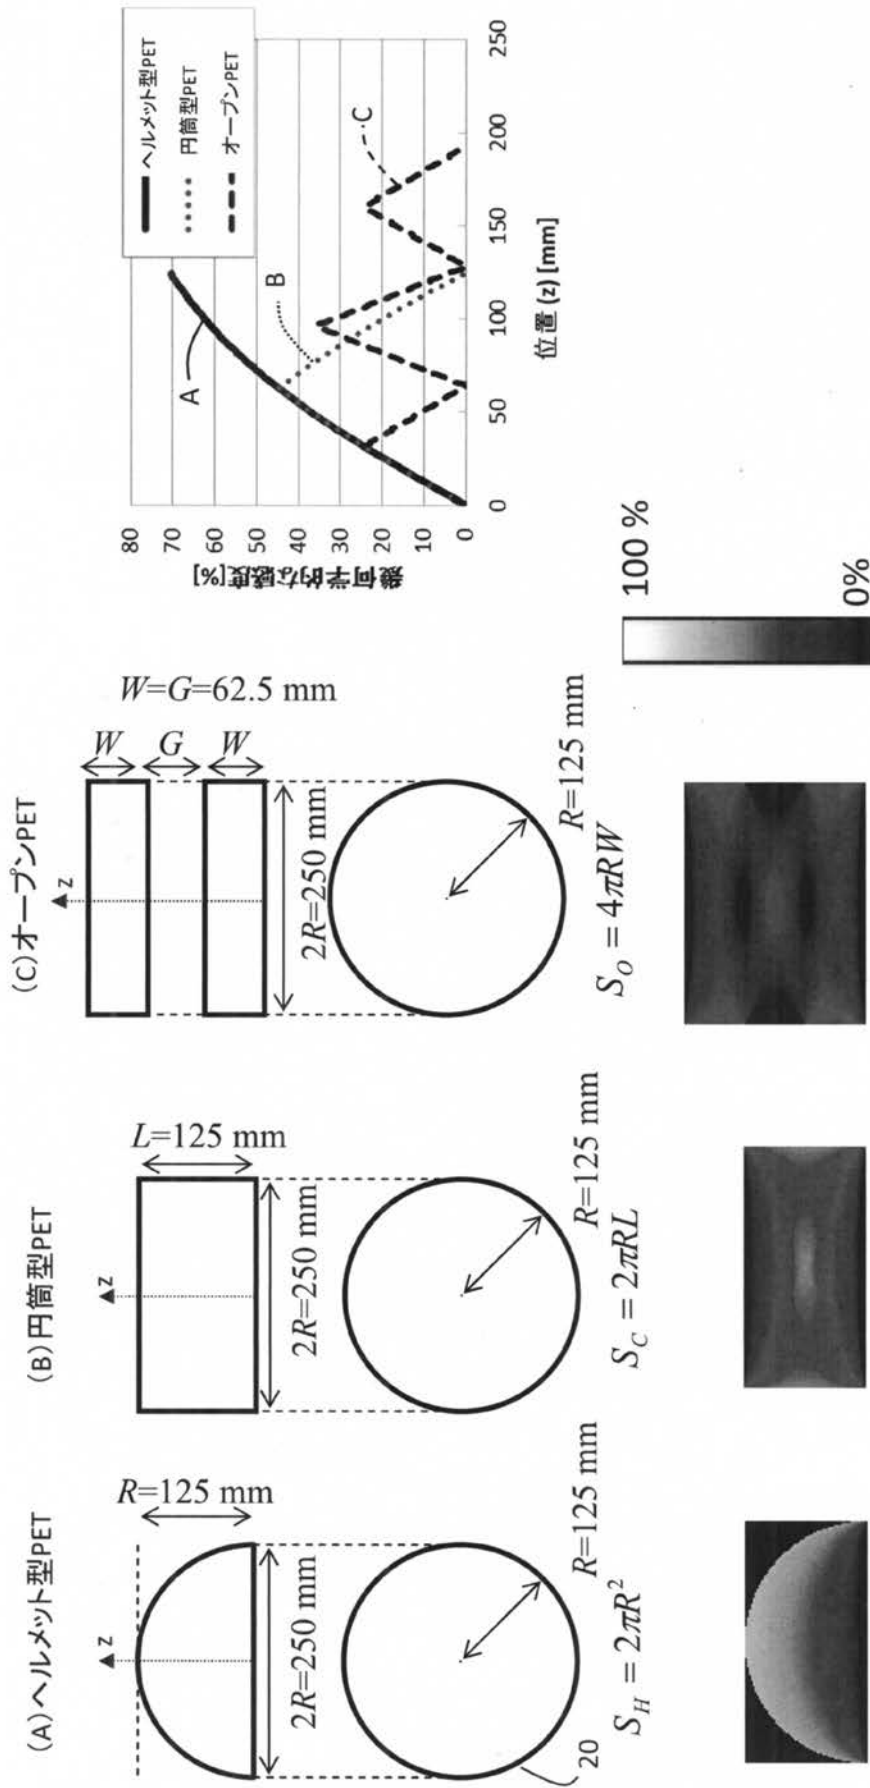 (A)ヘルメット型PET
z
R=125 mm
2R=250 mm
R=125 mm
20
S_H = 2πR²
(B)円筒型PET
z
L=125 mm
2R=250 mm
R=125 mm
S_C = 2πRL
(C)オープンPET
z
W
G
W
W=G=62.5 mm
2R=250 mm
R=125 mm
S_O = 4πRW
100 %
0%
幾何学的な感度[%]
80
70
60
50
40
30
20
10
0
ヘルメット型PET
円筒型PET
オープンPET
A
B
C
0
50
100
150
200
250
位置 (z) [mm]